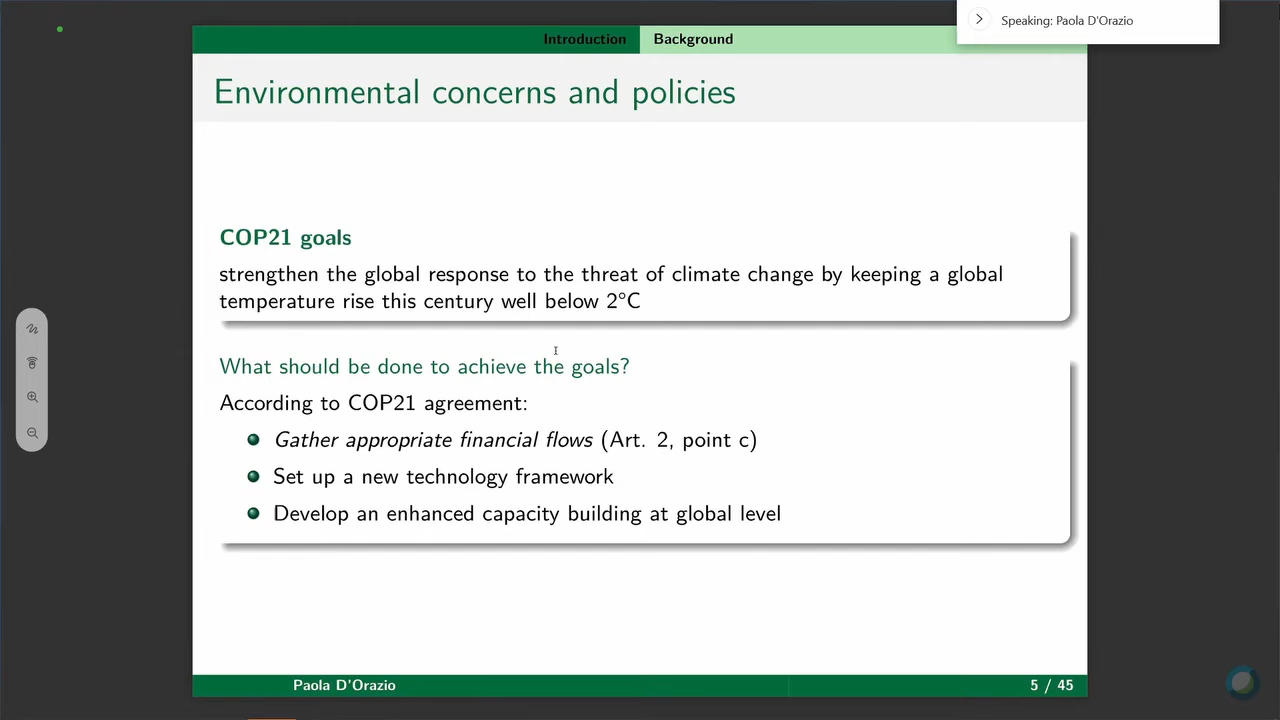 Speaking: Paola D'Orazio
Introduction Background
Environmental concerns and policies
COP21 goals
strengthen the global response to the threat of climate change by keeping a global
temperature rise this century well below 2°C
What should be done to achieve the goals?
According to COP21 agreement:
Gather appropriate financial flows (Art. 2, point c)
Set up a new technology framework
Develop an enhanced capacity building at global level
Paola D'Orazio 5 / 45